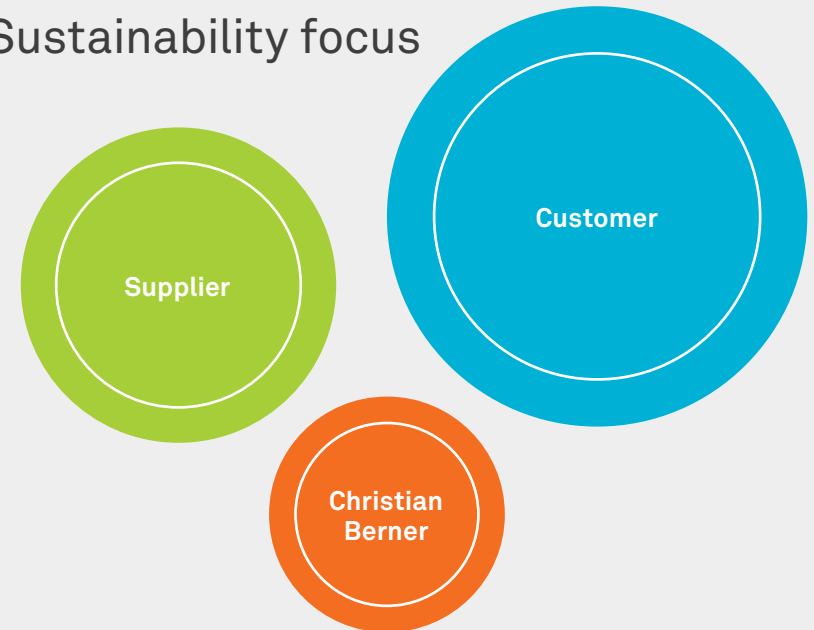 Sustainability focus
Customer
Supplier
Christian
Berner